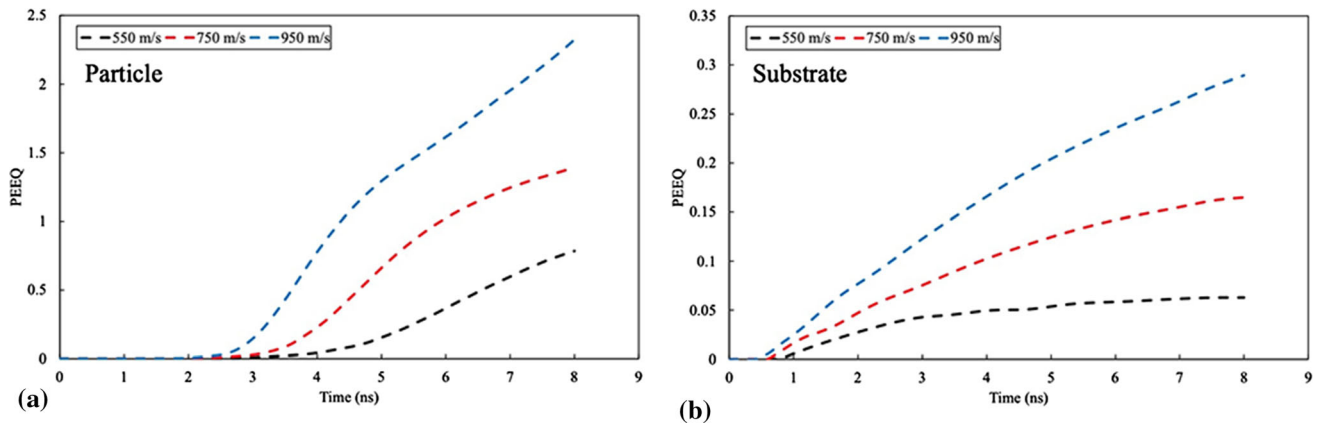 2.5
2
1.5
1
0.5
0
PEEQ
550 m/s 750 m/s 950 m/s
Particle
0 1 2 3 4 5 6 7 8 9
Time (ns)
(a)
0.35
0.3
0.25
0.2
0.15
0.1
0.05
0
PEEQ
550 m/s 750 m/s 950 m/s
Substrate
0 1 2 3 4 5 6 7 8 9
Time (ns)
(b)